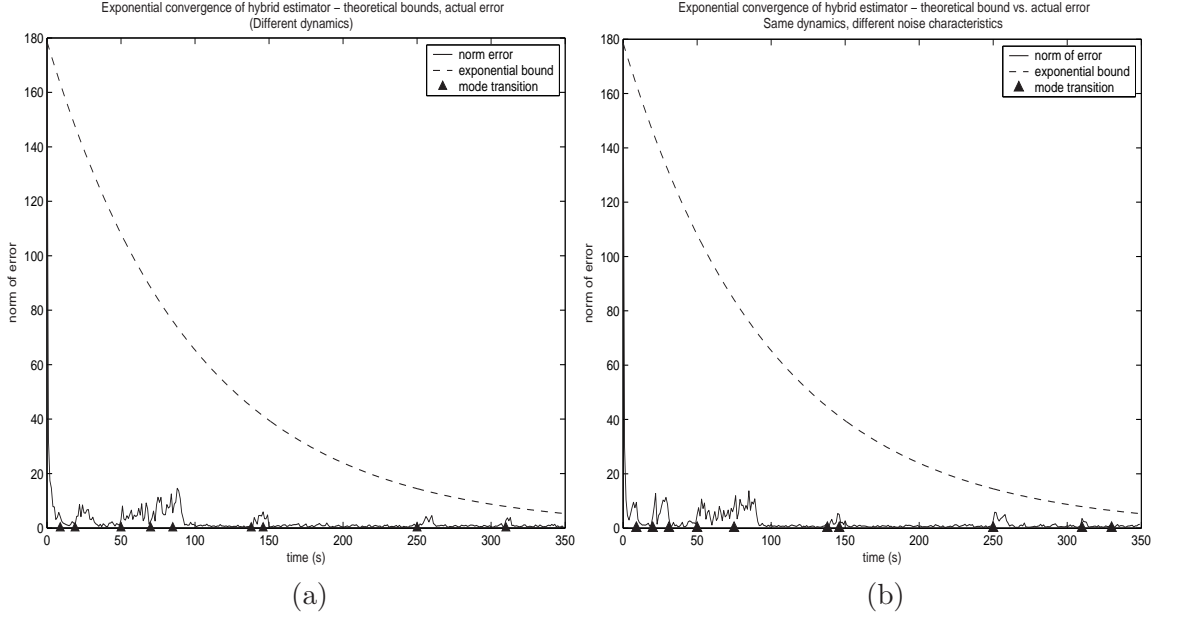 Exponential convergence of hybrid estimator – theoretical bounds, actual error
(Different dynamics)
180
160
140
120
100
80
60
40
20
0
norm of error
norm error
exponential bound
mode transition
0
50
100
150
200
250
300
350
time (s)
(a)
Exponential convergence of hybrid estimator – theoretical bound vs. actual error
Same dynamics, different noise characteristics
180
160
140
120
100
80
60
40
20
0
norm of error
norm of error
exponential bound
mode transition
0
50
100
150
200
250
300
350
time (s)
(b)